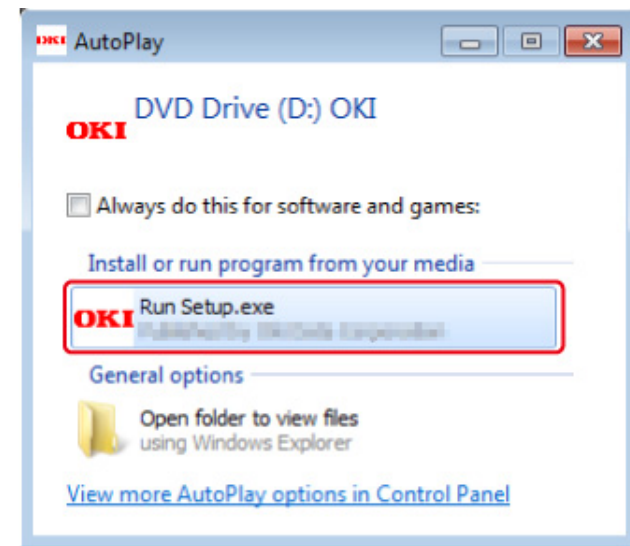 OKI AutoPlay
DVD Drive (D:) OKI
OKI
Always do this for software and games:
Install or run program from your media
OKI Run Setup.exe
General options
Open folder to view files
using Windows Explorer
View more AutoPlay options in Control Panel